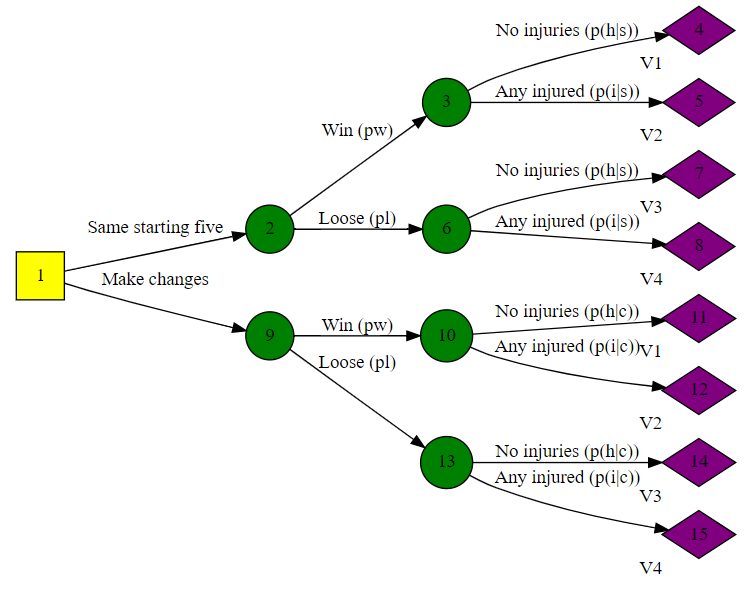 No injuries (p(h|s))
4
V1
Any injured (p(i|s))
3
5
Win (pw)
V2
No injuries (p(h|s))
7
V3
Same starting five
2
Loose (pl)
6
Any injured (p(i|s))
8
1
Make changes
V4
No injuries (p(h|c))
11
9
Win (pw)
10
Any injured (p(i|c))
V1
Loose (pl)
12
V2
No injuries (p(h|c))
13
14
Any injured (p(i|c))
V3
15
V4